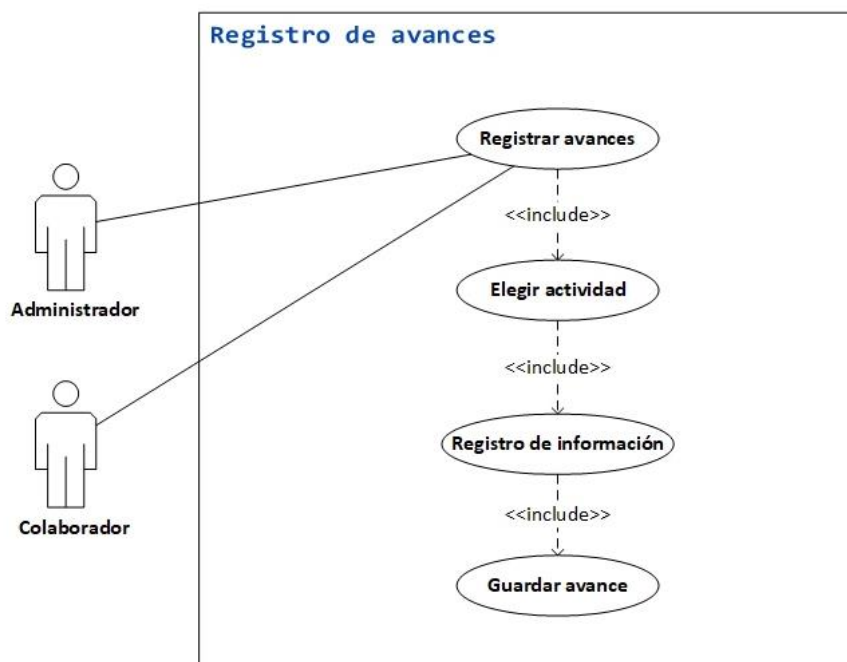 Registro de avances
Registrar avances
<<include>>
Elegir actividad
Administrador
<<include>>
Registro de información
<<include>>
Colaborador
Guardar avance